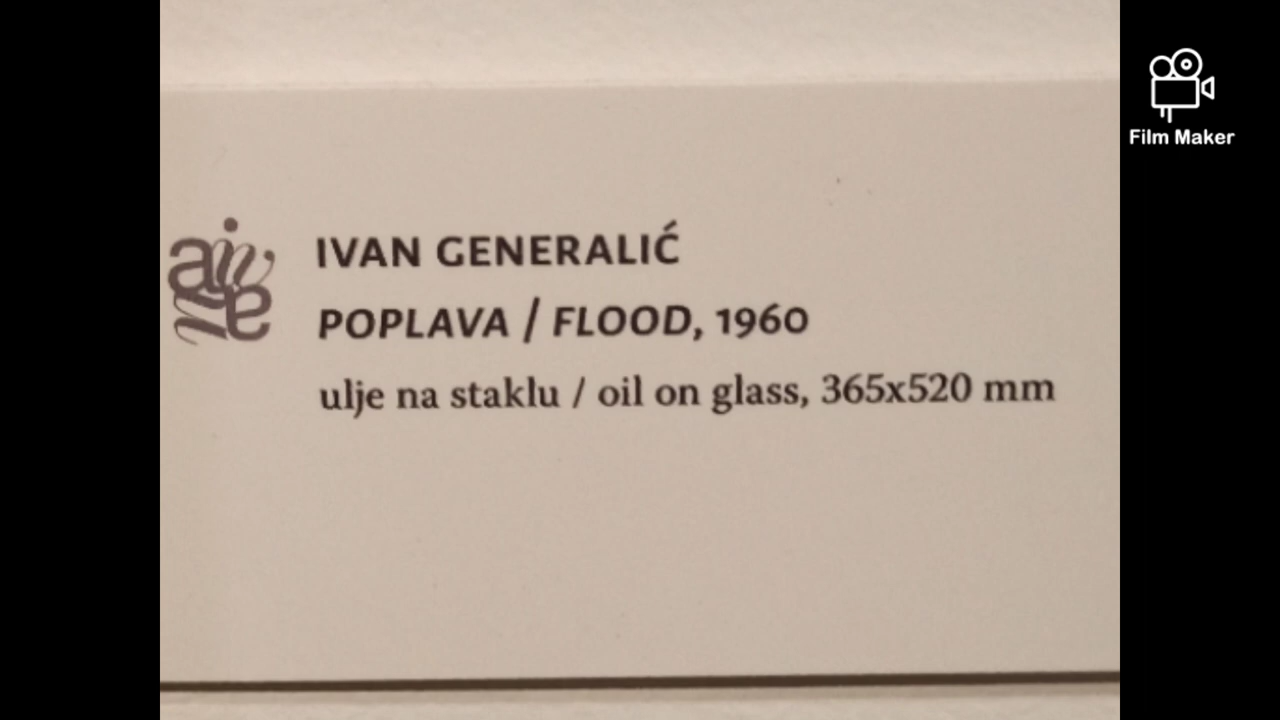 Film Maker
IVAN GENERALIĆ
POPLAVA / FLOOD, 1960
ulje na staklu / oil on glass, 365x520 mm